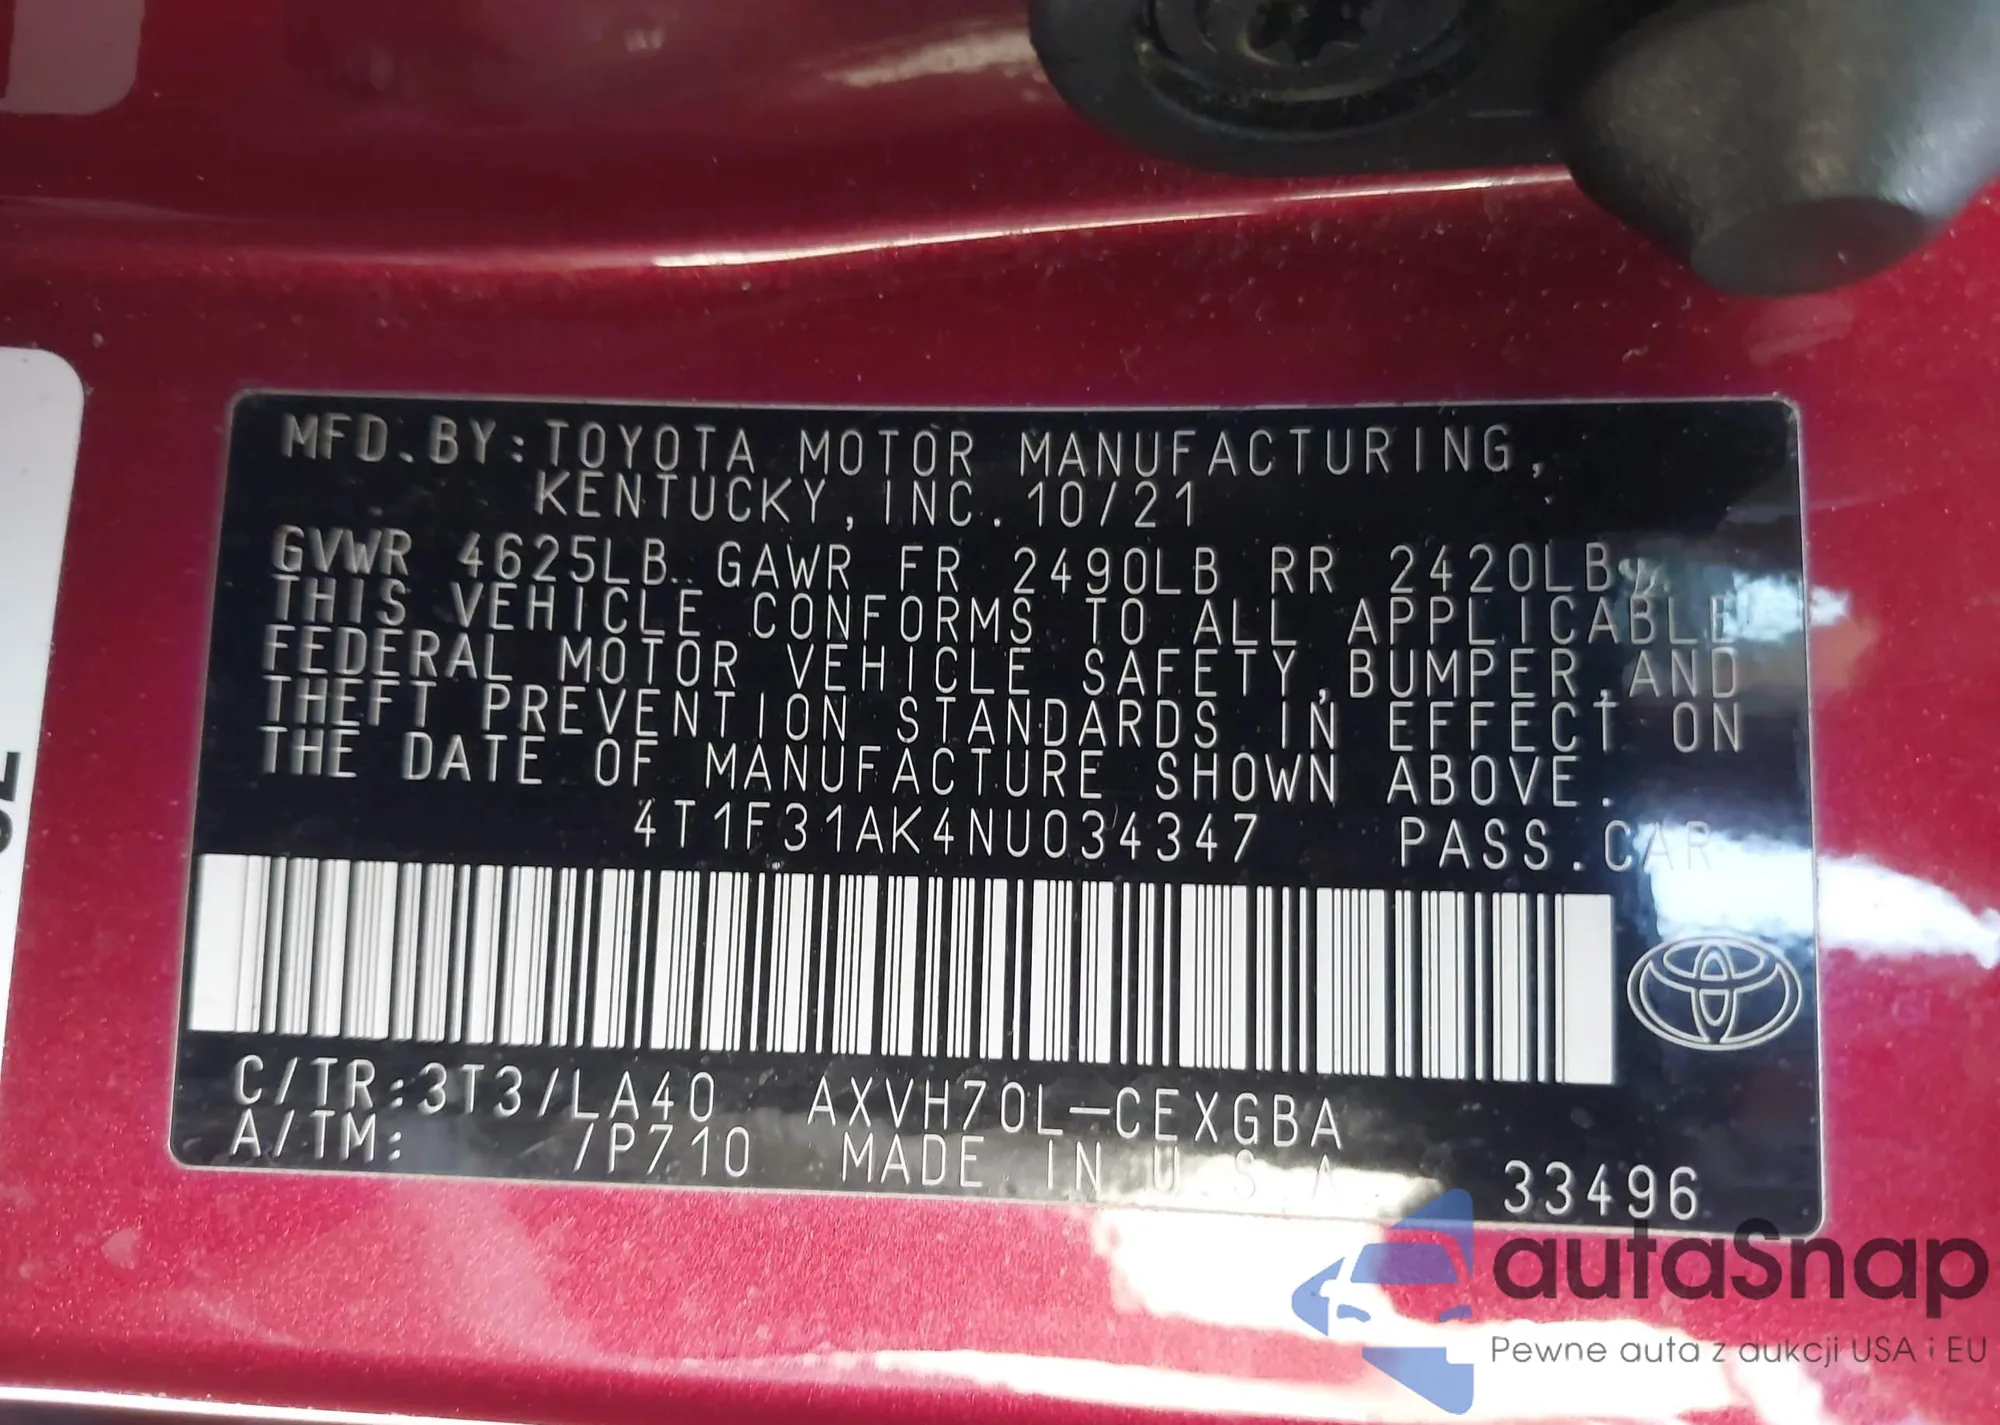 MFD.BY:TOYOTA MOTOR MANUFACTURING,
KENTUCKY, INC. 10/21
GVWR 4625LB. GAWR FR 2490LB RR 2420LB
THIS VEHICLE CONFORMS TO ALL APPLICABLE
FEDERAL MOTOR VEHICLE SAFETY, BUMPER, AND
THEFT PREVENTION STANDARDS IN EFFECT ON
THE DATE OF MANUFACTURE SHOWN ABOVE.
4T1F31AK4NU034347 PASS.CAR
C/TR:3T3/LA40 AXVH70L-CEXGBA
A/TM: /P710 MADE IN U.S.A.
33496
autaSnap
Pewne auta z aukcji USA i EU